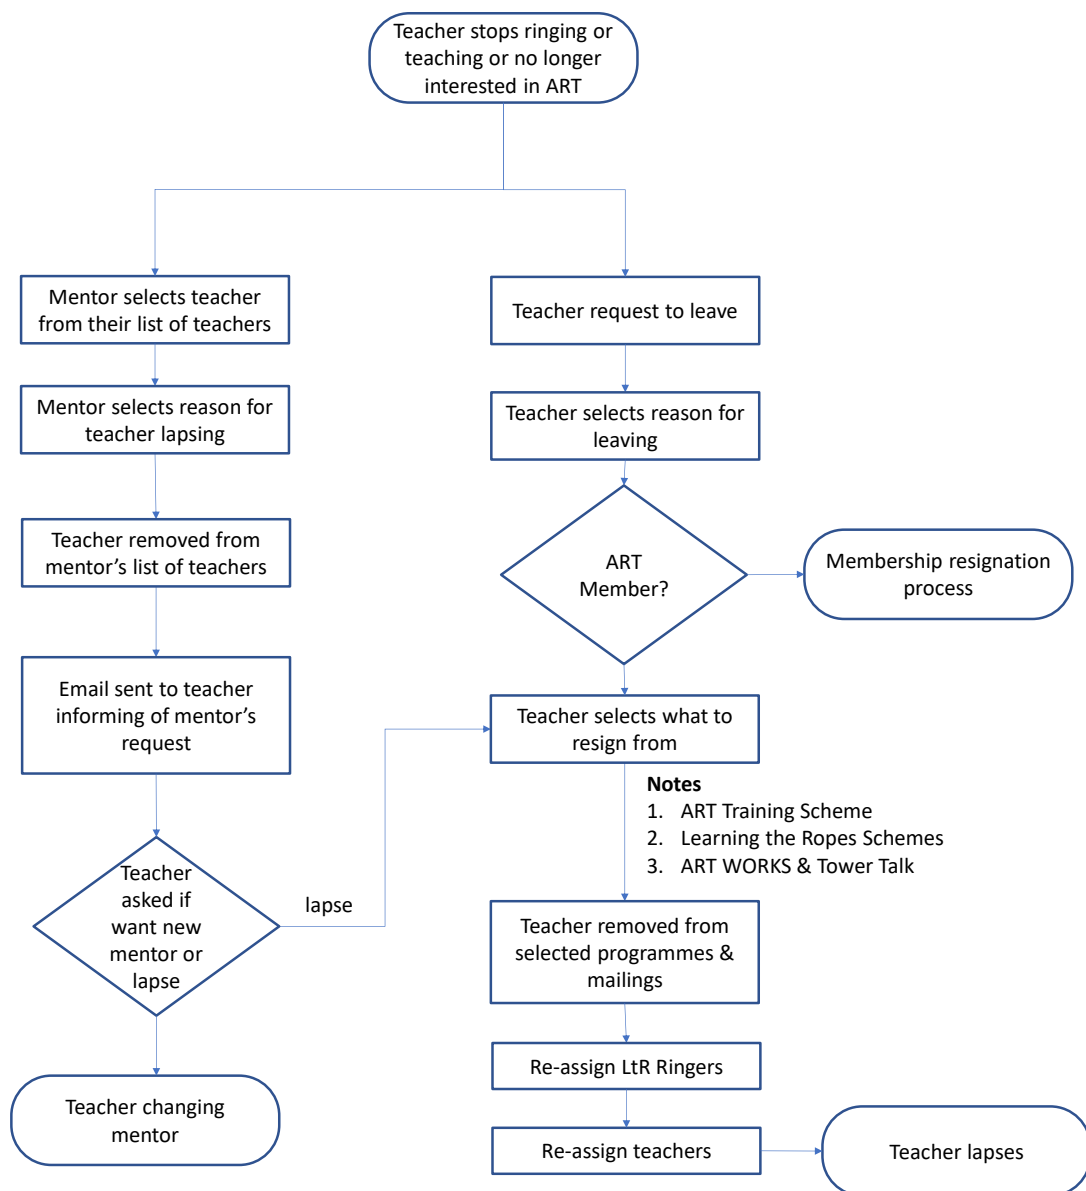 Teacher stops ringing or
teaching or no longer
interested in ART
Mentor selects teacher
from their list of teachers
Teacher request to leave
Mentor selects reason for
teacher lapsing
Teacher selects reason for
leaving
Teacher removed from
mentor’s list of teachers
ART
Member?
Membership resignation
process
Email sent to teacher
informing of mentor’s
request
Teacher selects what to
resign from
Notes
1. ART Training Scheme
2. Learning the Ropes Schemes
3. ART WORKS & Tower Talk
Teacher
asked if
want new
mentor or
lapse
lapse
Teacher removed from
selected programmes &
mailings
Re-assign LtR Ringers
Teacher changing
mentor
Re-assign teachers
Teacher lapses